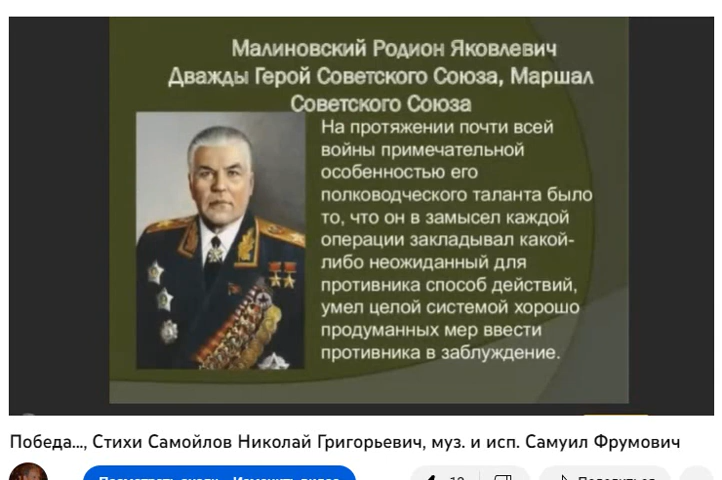 Малиновский Родион Яковлевич
Дважды Герой Советского Союза, Маршал
Советского Союза
На протяжении почти всей
войны примечательной
особенностью его
полководческого таланта было
то, что он в замысел каждой
операции закладывал какой-
либо неожиданный для
противника способ действий,
умел целой системой хорошо
продуманных мер ввести
противника в заблуждение.
Победа..., Стихи Самойлов Николай Григорьевич, муз. и исп. Самуил Фрумович